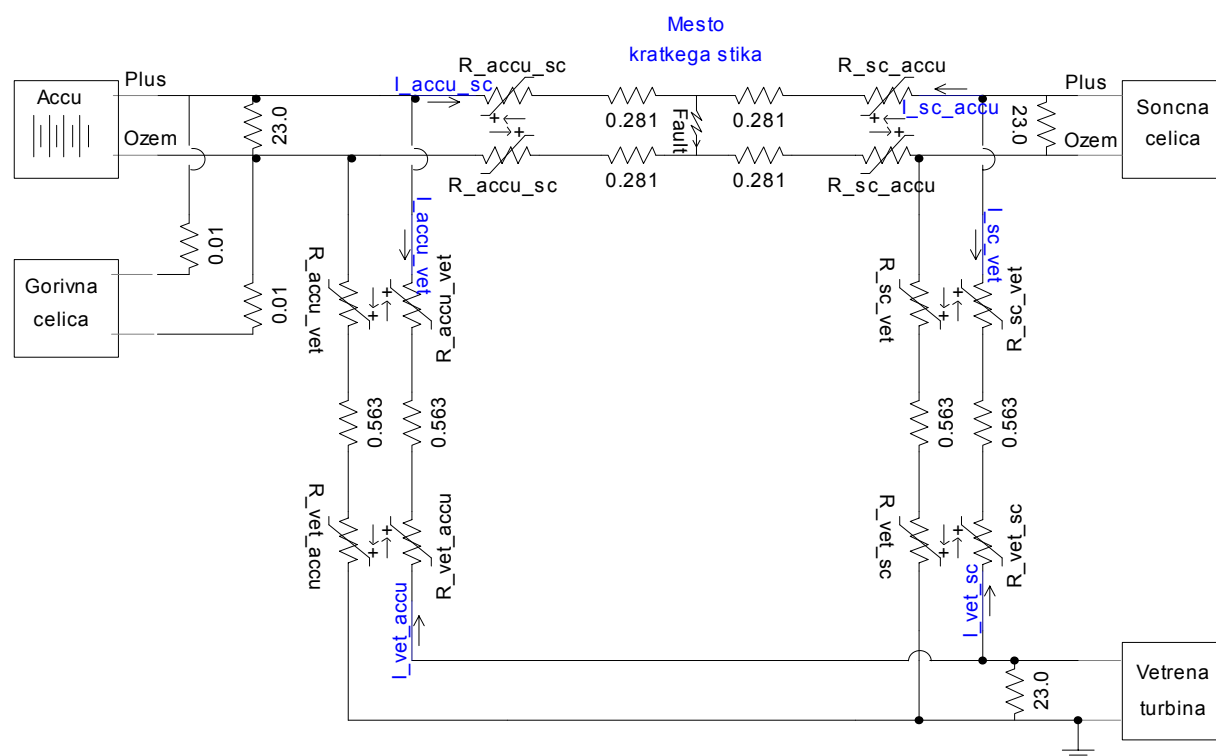 Mesto
kratkega stika
R_accu_sc
R_sc_accu
Plus
I_accu_sc
Plus
Accu
I_sc_accu
Soncna
celica
0.281
0.281
23.0
Fault
23.0
Ozem
Ozem
R_accu_sc
0.281
0.281
R_sc_accu
I_accu_vet
I_sc_vet
0.01
R_accu_vet
R_accu_vet
R_sc_vet
R_sc_vet
Gorivna
celica
0.01
0.563
0.563
0.563
0.563
R_vet_accu
R_vet_accu
R_vet_sc
R_vet_sc
I_vet_accu
I_vet_sc
23.0
Vetrena
turbina